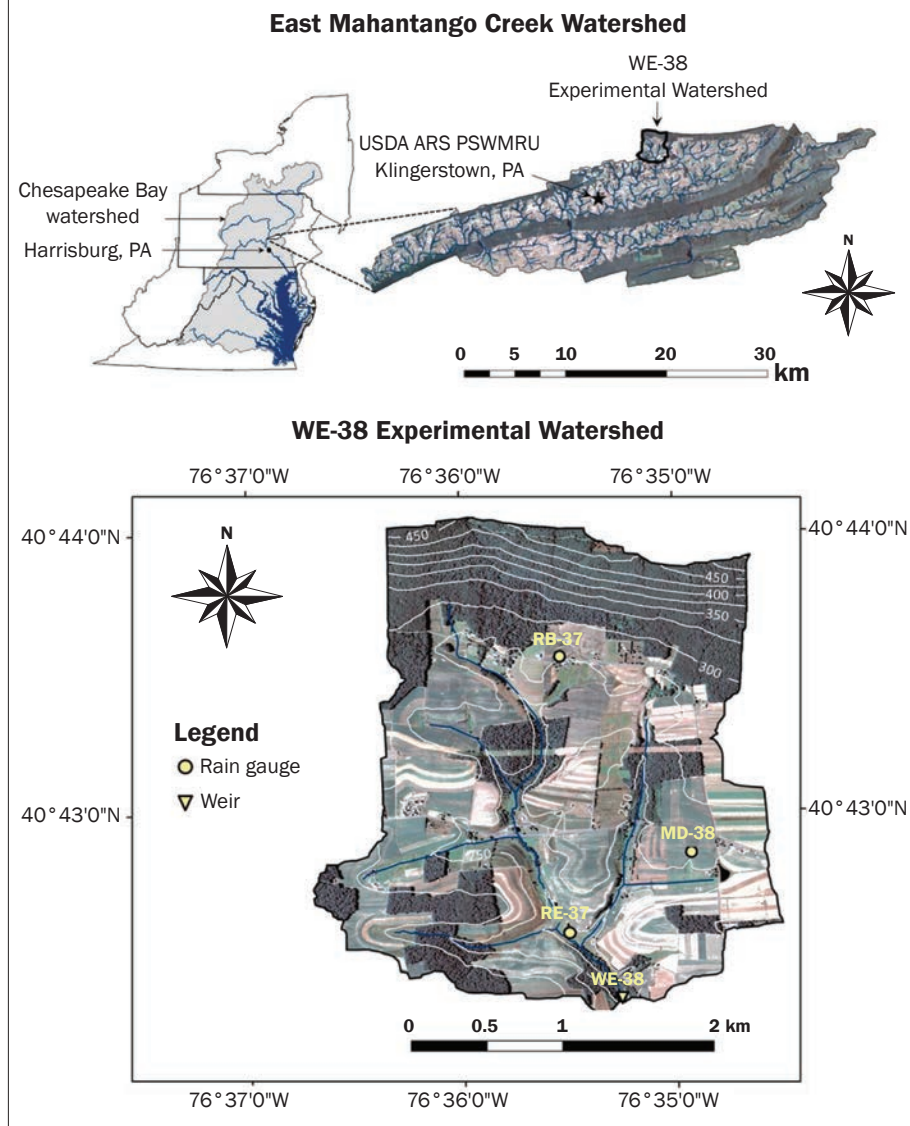 East Mahantango Creek Watershed
WE-38
Experimental Watershed
USDA ARS PSWMRU
Klingerstown, PA
Chesapeake Bay
watershed
Harrisburg, PA
N
0 5 10 20 30
km
WE-38 Experimental Watershed
76°37'0"W 76°36'0"W 76°35'0"W
40°44'0"N 40°44'0"N
N
450
450
400
350
RB-37
300
Legend
Rain gauge
Weir
40°43'0"N 40°43'0"N
MD-38
RE-37
WE-38
0 0.5 1 2 km
76°37'0"W 76°36'0"W 76°35'0"W